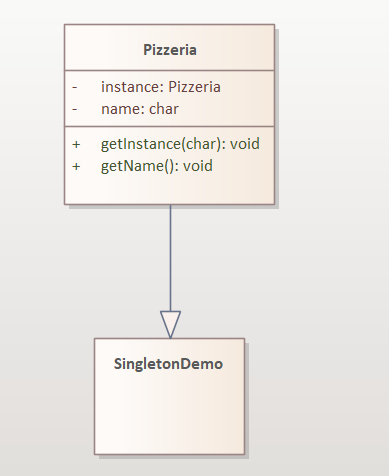 Pizzeria
- instance: Pizzeria
- name: char
+ getInstance(char): void
+ getName(): void
SingletonDemo